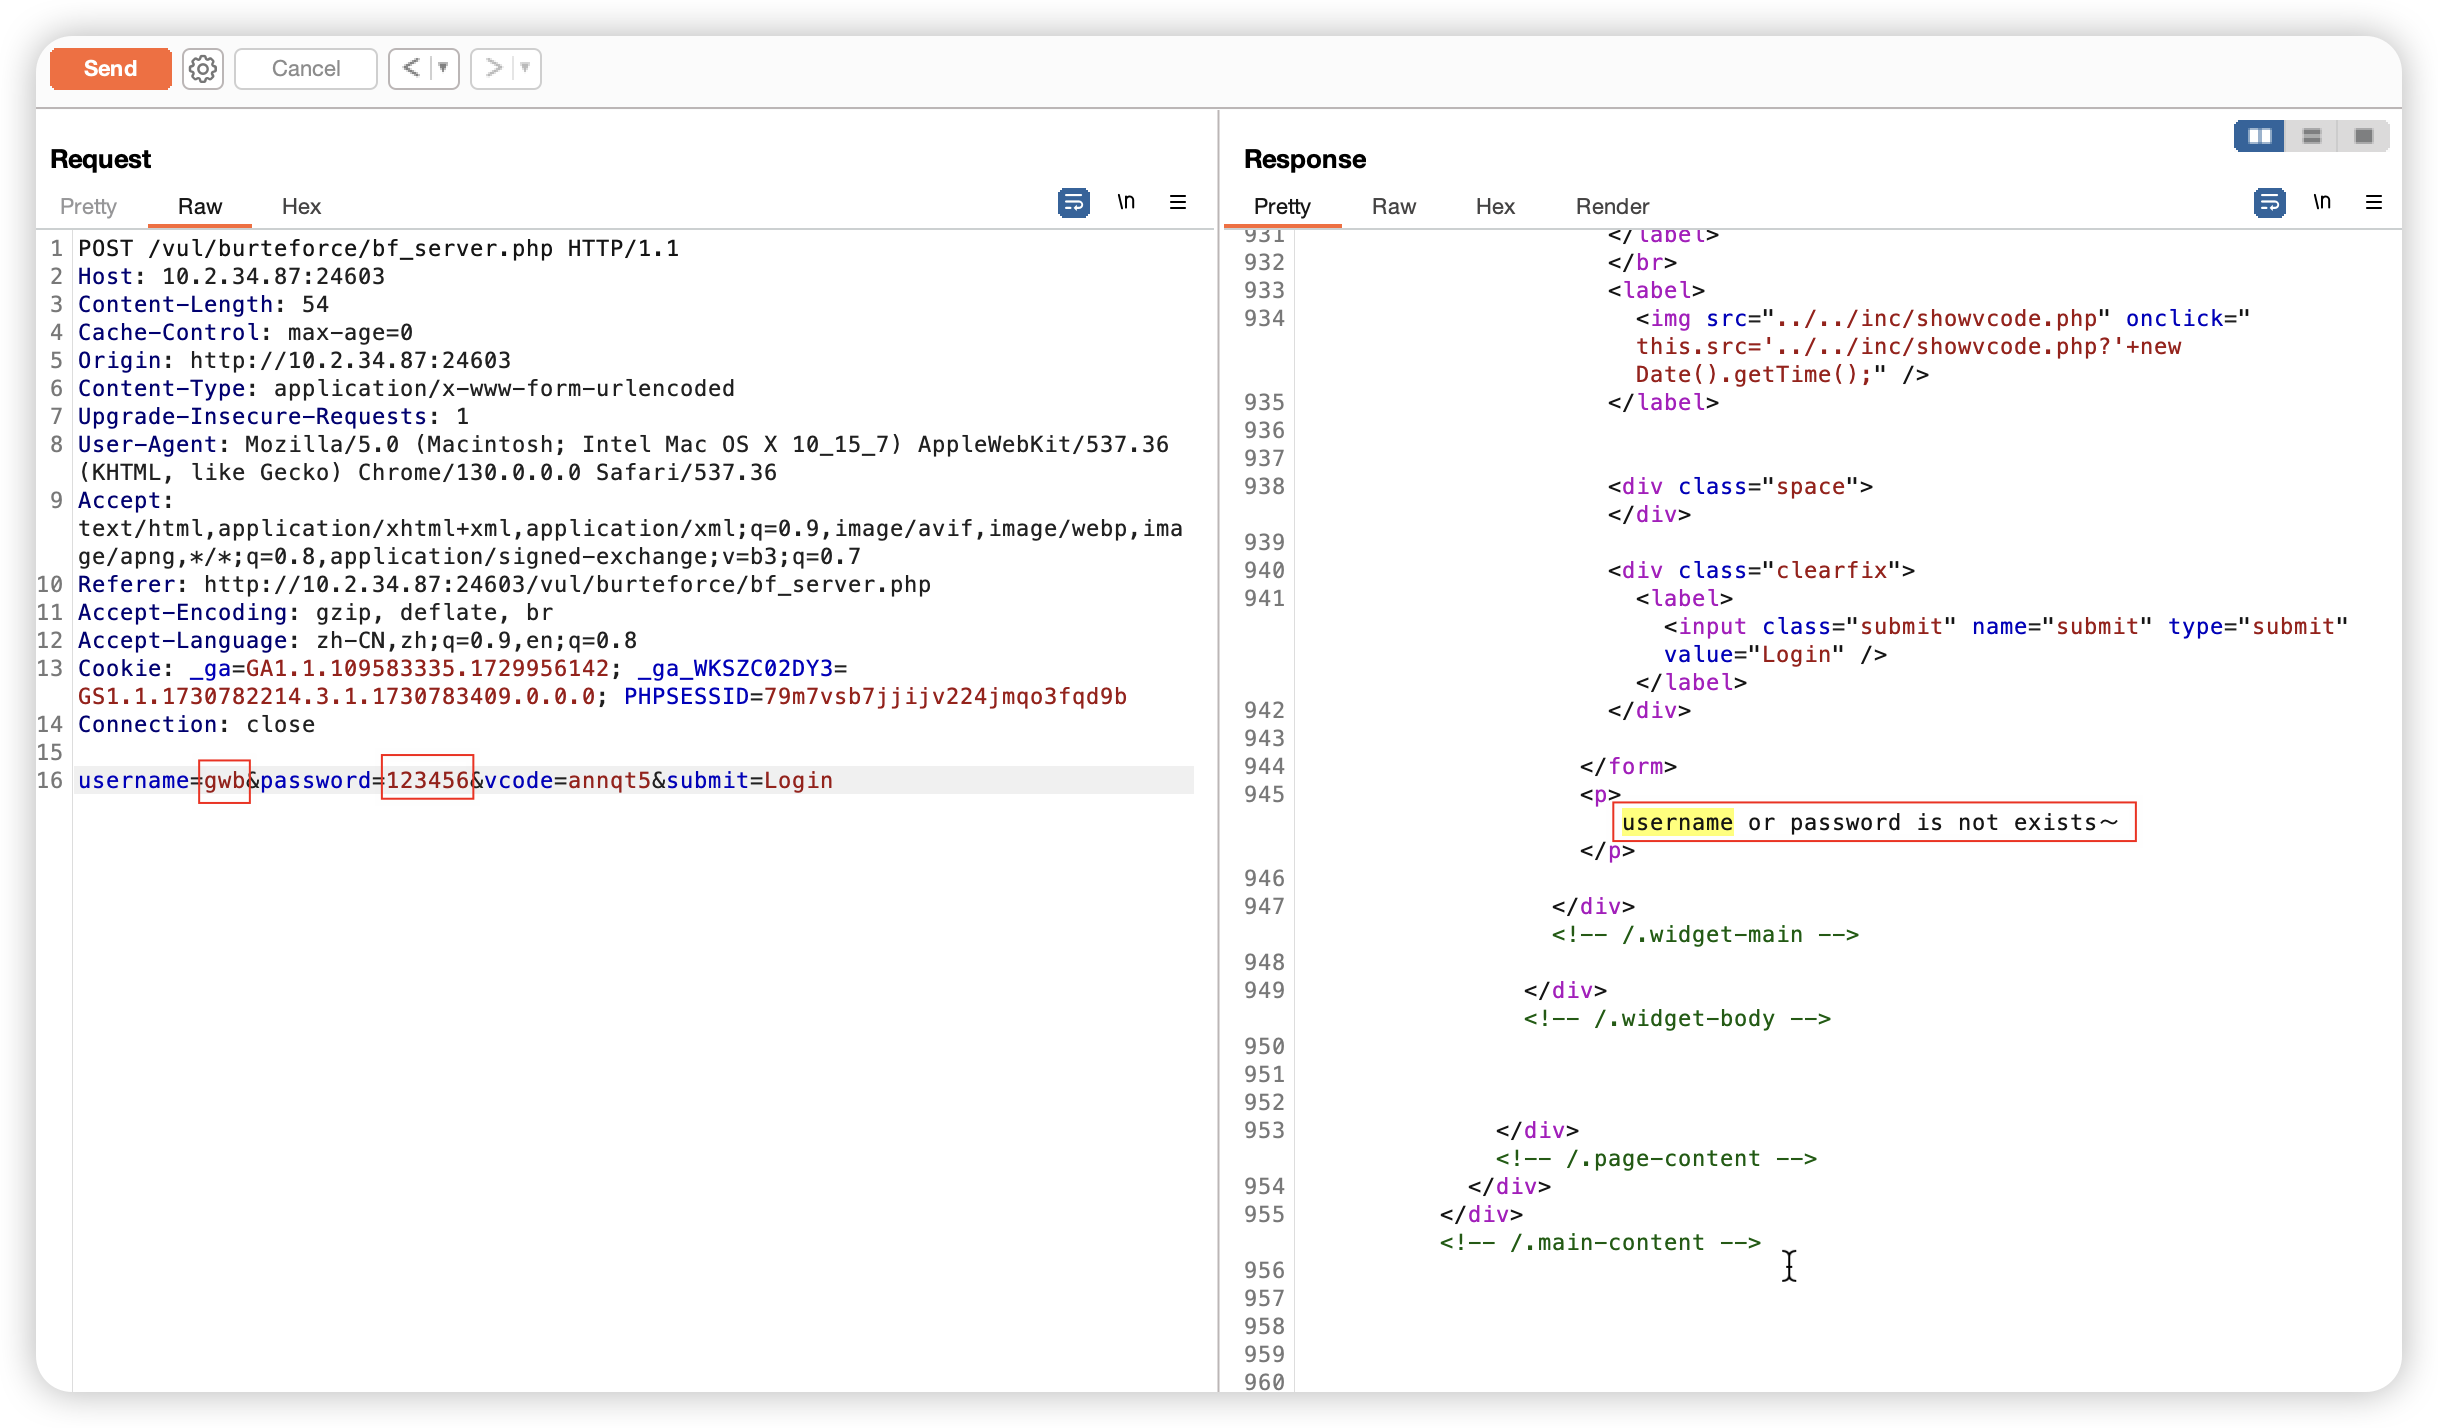 Send
Cancel
Request
Pretty
Raw
Hex
\n
1 POST /vul/burteforce/bf_server.php HTTP/1.1
2 Host: 10.2.34.87:24603
3 Content-Length: 54
4 Cache-Control: max-age=0
5 Origin: http://10.2.34.87:24603
6 Content-Type: application/x-www-form-urlencoded
7 Upgrade-Insecure-Requests: 1
8 User-Agent: Mozilla/5.0 (Macintosh; Intel Mac OS X 10_15_7) AppleWebKit/537.36
(KHTML, like Gecko) Chrome/130.0.0.0 Safari/537.36
9 Accept:
text/html,application/xhtml+xml,application/xml;q=0.9,image/avif,image/webp,ima
ge/apng,*/*;q=0.8,application/signed-exchange;v=b3;q=0.7
10 Referer: http://10.2.34.87:24603/vul/burteforce/bf_server.php
11 Accept-Encoding: gzip, deflate, br
12 Accept-Language: zh-CN,zh;q=0.9,en;q=0.8
13 Cookie: _ga=GA1.1.109583335.1729956142; _ga_WKSZC02DY3=
GS1.1.1730782214.3.1.1730783409.0.0.0; PHPSESSID=79m7vsb7jjijv224jmqo3fqd9b
14 Connection: close
15
16 username=gwb&password=123456&vcode=annqt5&submit=Login
Response
Pretty
Raw
Hex
Render
\n
931 </label>
932 </br>
933 <label>
934 <img src="../../inc/showvcode.php" onclick="
this.src='../../inc/showvcode.php?'+new
Date().getTime();" />
935 </label>
936
937
938 <div class="space">
</div>
939
940 <div class="clearfix">
941 <label>
<input class="submit" name="submit" type="submit"
value="Login" />
</label>
942 </div>
943
944 </form>
945 <p>
username or password is not exists~
</p>
946
947 </div>
<!-- /.widget-main -->
948
949 </div>
<!-- /.widget-body -->
950
951
952
953 </div>
<!-- /.page-content -->
954 </div>
955 </div>
<!-- /.main-content -->
956
957
958
959
960